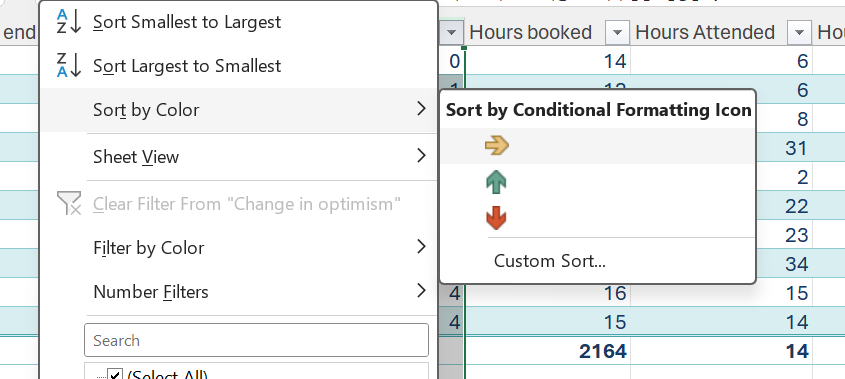 end
Sort Smallest to Largest
Sort Largest to Smallest
Sort by Color
Sheet View
Clear Filter From "Change in optimism"
Filter by Color
Number Filters
Search
(Select All)
Hours booked Hours Attended Ho
0 14 6
6
Sort by Conditional Formatting Icon
8
31
2
22
23
Custom Sort...
34
4 16 15
4 15 14
2164 14